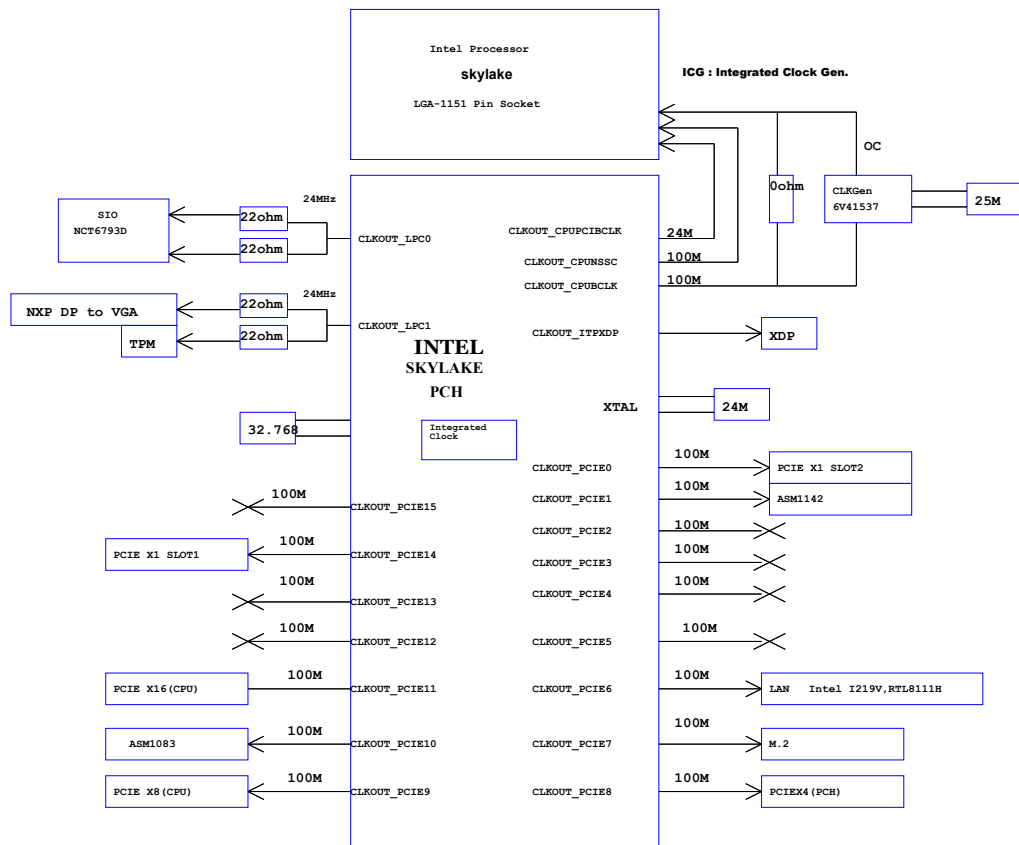 Intel Processor
skylake
LGA-1151 Pin Socket
ICG : Integrated Clock Gen.
OC
0ohm
CLKGen
6V41537
25M
SIO
NCT6793D
22ohm
22ohm
24MHz
CLKOUT_LPC0
CLKOUT_CPUPCIBCLK
24M
CLKOUT_CPUNSSC
100M
CLKOUT_CPUBCLK
100M
NXP DP to VGA
TPM
22ohm
22ohm
24MHz
CLKOUT_LPC1
CLKOUT_ITPXDP
XDP
INTEL
SKYLAKE
PCH
XTAL
24M
32.768
Integrated
Clock
CLKOUT_PCIE0
100M
PCIE X1 SLOT2
CLKOUT_PCIE1
100M
ASM1142
100M
CLKOUT_PCIE15
CLKOUT_PCIE2
100M
PCIE X1 SLOT1
100M
CLKOUT_PCIE14
CLKOUT_PCIE3
100M
100M
CLKOUT_PCIE13
CLKOUT_PCIE4
100M
100M
CLKOUT_PCIE12
CLKOUT_PCIE5
100M
PCIE X16(CPU)
100M
CLKOUT_PCIE11
CLKOUT_PCIE6
100M
LAN Intel I219V,RTL8111H
ASM1083
100M
CLKOUT_PCIE10
CLKOUT_PCIE7
100M
M.2
PCIE X8(CPU)
100M
CLKOUT_PCIE9
CLKOUT_PCIE8
100M
PCIEX4(PCH)